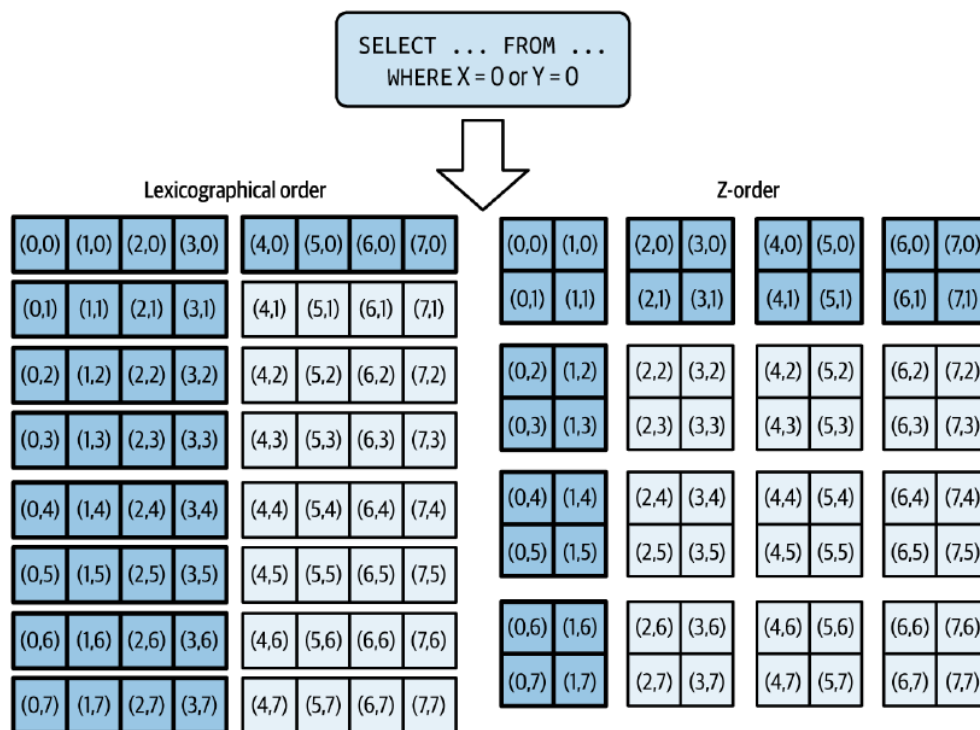 SELECT ... FROM ...
WHERE X = 0 or Y = 0
Lexicographical order
(0,0) (1,0) (2,0) (3,0) (4,0) (5,0) (6,0) (7,0)
(0,1) (1,1) (2,1) (3,1) (4,1) (5,1) (6,1) (7,1)
(0,2) (1,2) (2,2) (3,2) (4,2) (5,2) (6,2) (7,2)
(0,3) (1,3) (2,3) (3,3) (4,3) (5,3) (6,3) (7,3)
(0,4) (1,4) (2,4) (3,4) (4,4) (5,4) (6,4) (7,4)
(0,5) (1,5) (2,5) (3,5) (4,5) (5,5) (6,5) (7,5)
(0,6) (1,6) (2,6) (3,6) (4,6) (5,6) (6,6) (7,6)
(0,7) (1,7) (2,7) (3,7) (4,7) (5,7) (6,7) (7,7)
Z-order
(0,0) (1,0) (2,0) (3,0) (4,0) (5,0) (6,0) (7,0)
(0,1) (1,1) (2,1) (3,1) (4,1) (5,1) (6,1) (7,1)
(0,2) (1,2) (2,2) (3,2) (4,2) (5,2) (6,2) (7,2)
(0,3) (1,3) (2,3) (3,3) (4,3) (5,3) (6,3) (7,3)
(0,4) (1,4) (2,4) (3,4) (4,4) (5,4) (6,4) (7,4)
(0,5) (1,5) (2,5) (3,5) (4,5) (5,5) (6,5) (7,5)
(0,6) (1,6) (2,6) (3,6) (4,6) (5,6) (6,6) (7,6)
(0,7) (1,7) (2,7) (3,7) (4,7) (5,7) (6,7) (7,7)